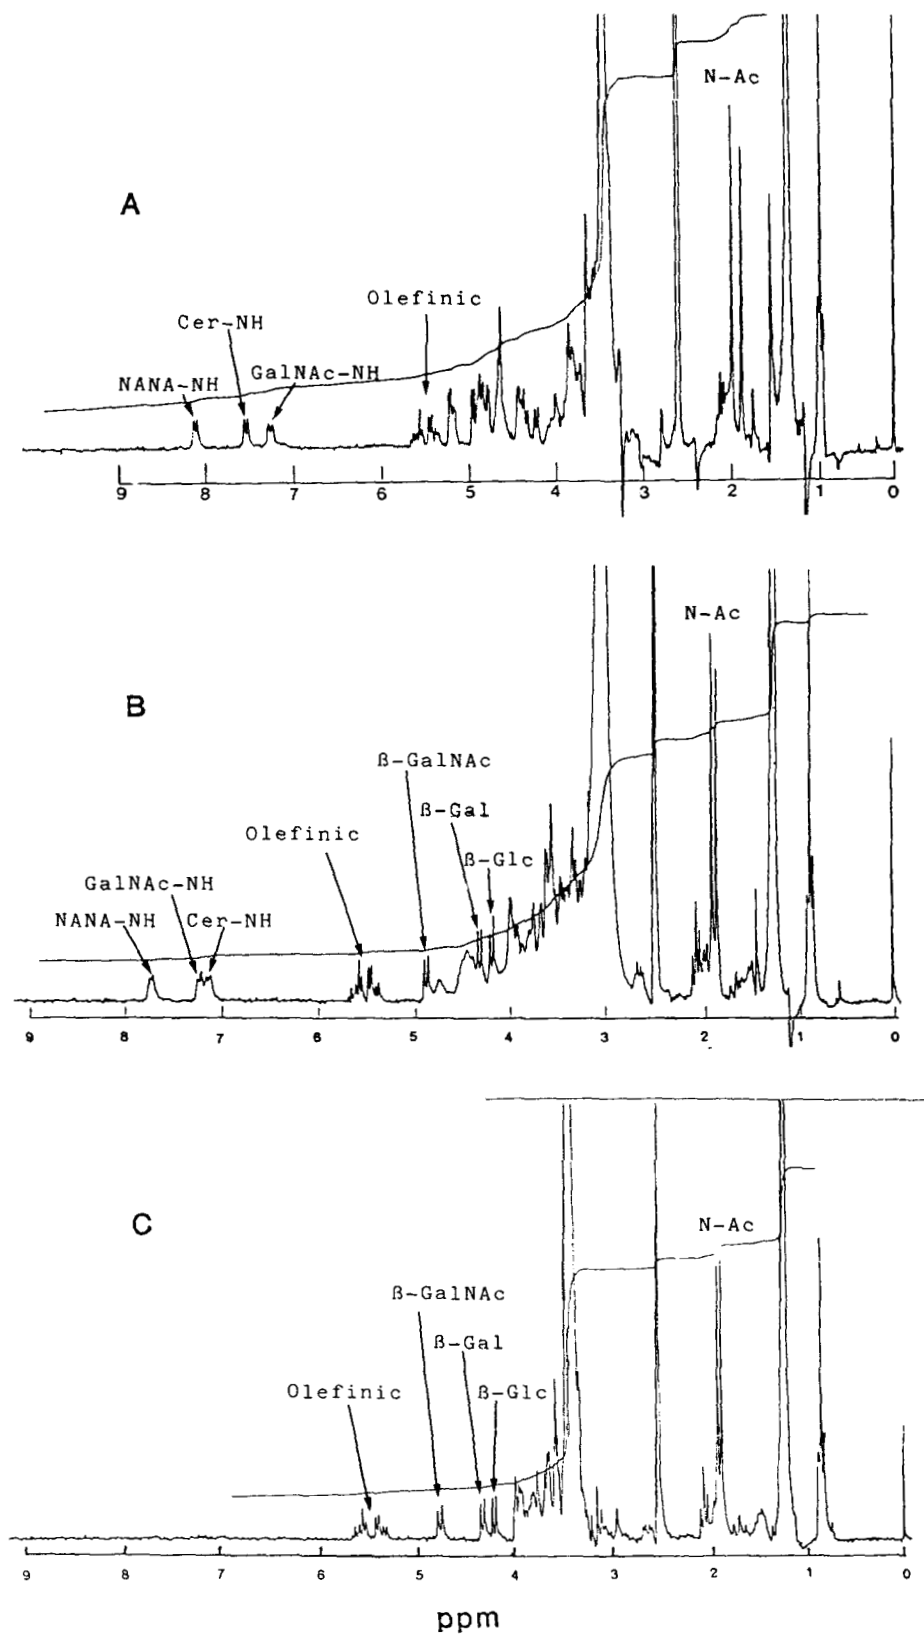 A
N-Ac
Olefinic
Cer-NH
NANA-NH
GalNAc-NH
9 8 7 6 5 4 3 2 1 0
B
N-Ac
ß-GalNAc
ß-Gal
Olefinic
ß-Glc
GalNAc-NH
NANA-NH
Cer-NH
9 8 7 6 5 4 3 2 1 0
C
N-Ac
ß-GalNAc
ß-Gal
Olefinic
ß-Glc
9 8 7 6 5 4 3 2 1 0
ppm